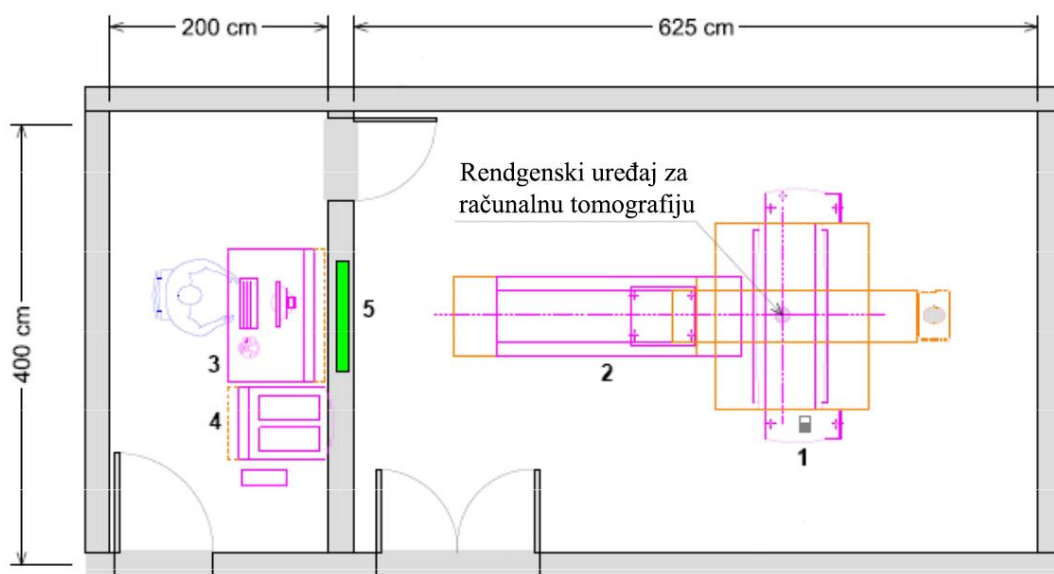 200 cm
625 cm
400 cm
Rendgenski uređaj za
računalnu tomografiju
5
3
2
4
1